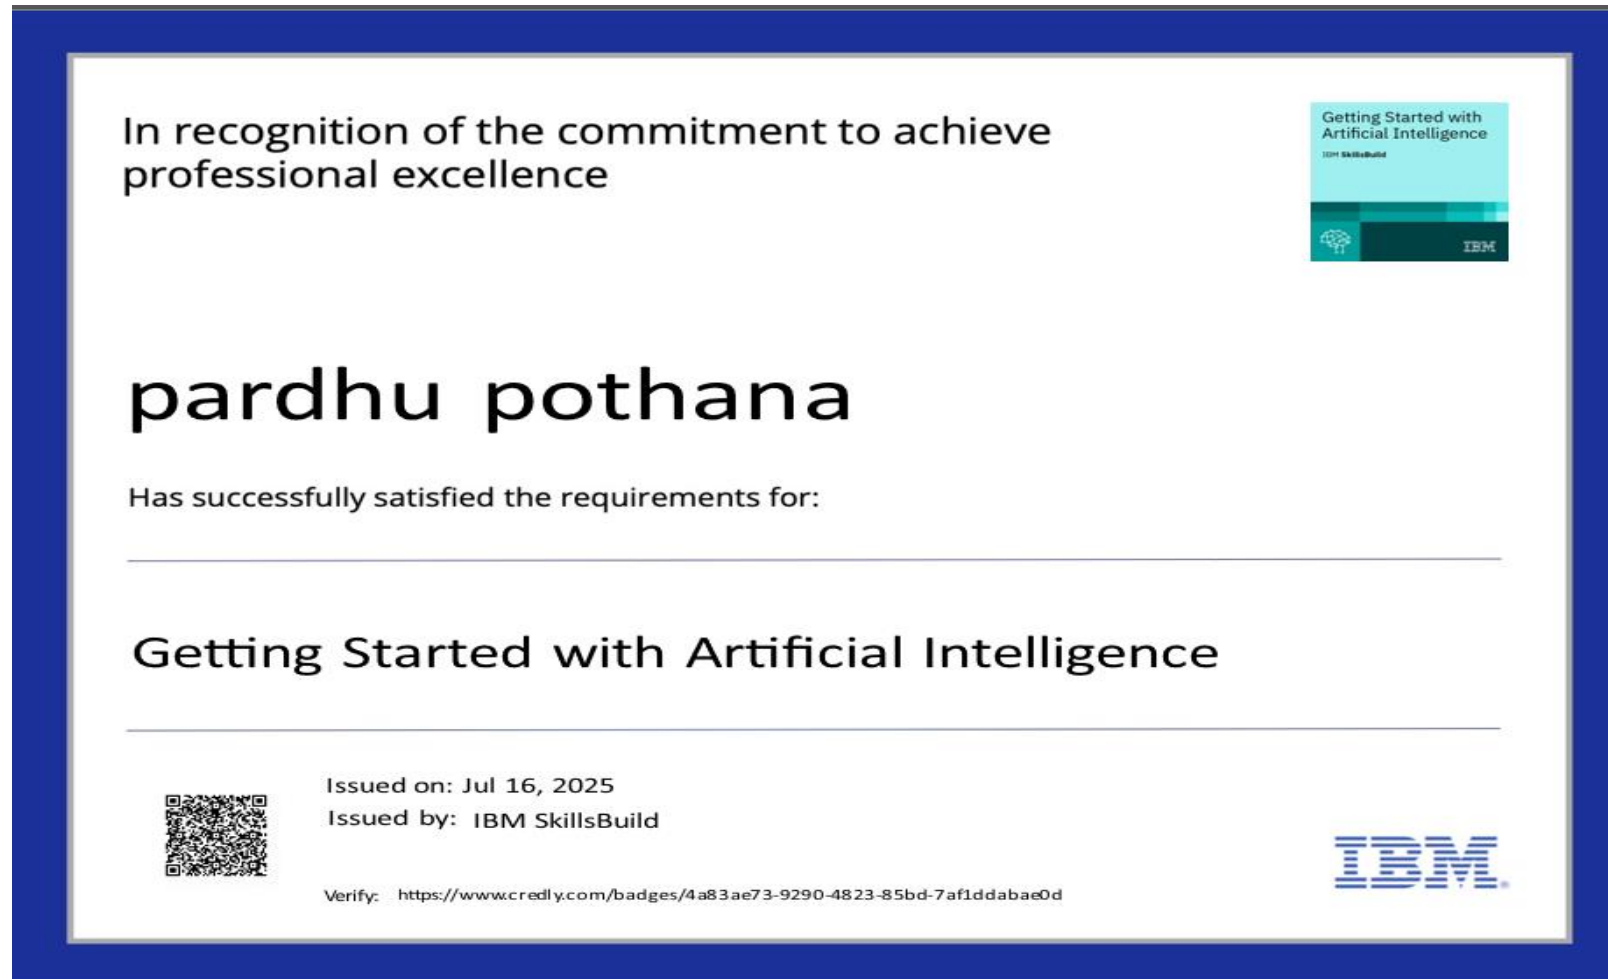 In recognition of the commitment to achieve
professional excellence
Getting Started with
Artificial Intelligence
IBM SkillsBuild
IBM
pardhu pothana
Has successfully satisfied the requirements for:
Getting Started with Artificial Intelligence
Issued on: Jul 16, 2025
Issued by: IBM SkillsBuild
Verify: https://www.credly.com/badges/4a83ae73-9290-4823-85bd-7af1ddabae0d
IBM.